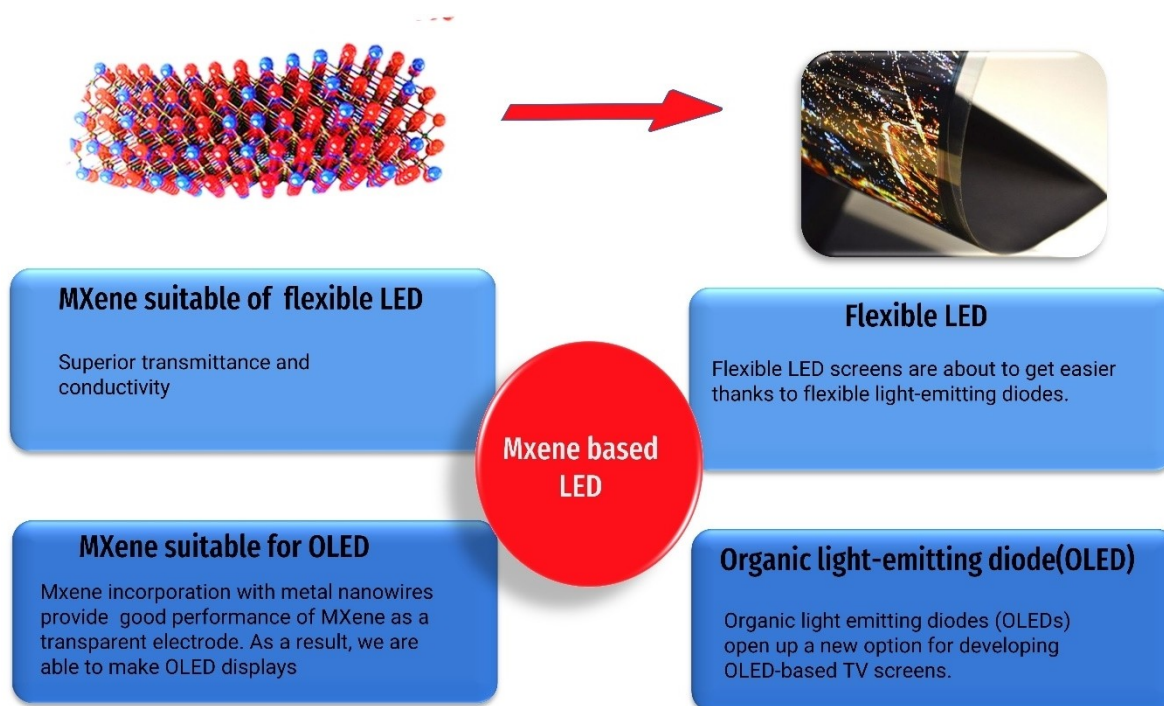 MXene suitable of flexible LED
Superior transmittance and
conductivity
Flexible LED
Flexible LED screens are about to get easier
thanks to flexible light-emitting diodes.
Mxene based
LED
MXene suitable for OLED
Mxene incorporation with metal nanowires
provide good performance of MXene as a
transparent electrode. As a result, we are
able to make OLED displays
Organic light-emitting diode(OLED)
Organic light emitting diodes (OLEDs)
open up a new option for developing
OLED-based TV screens.